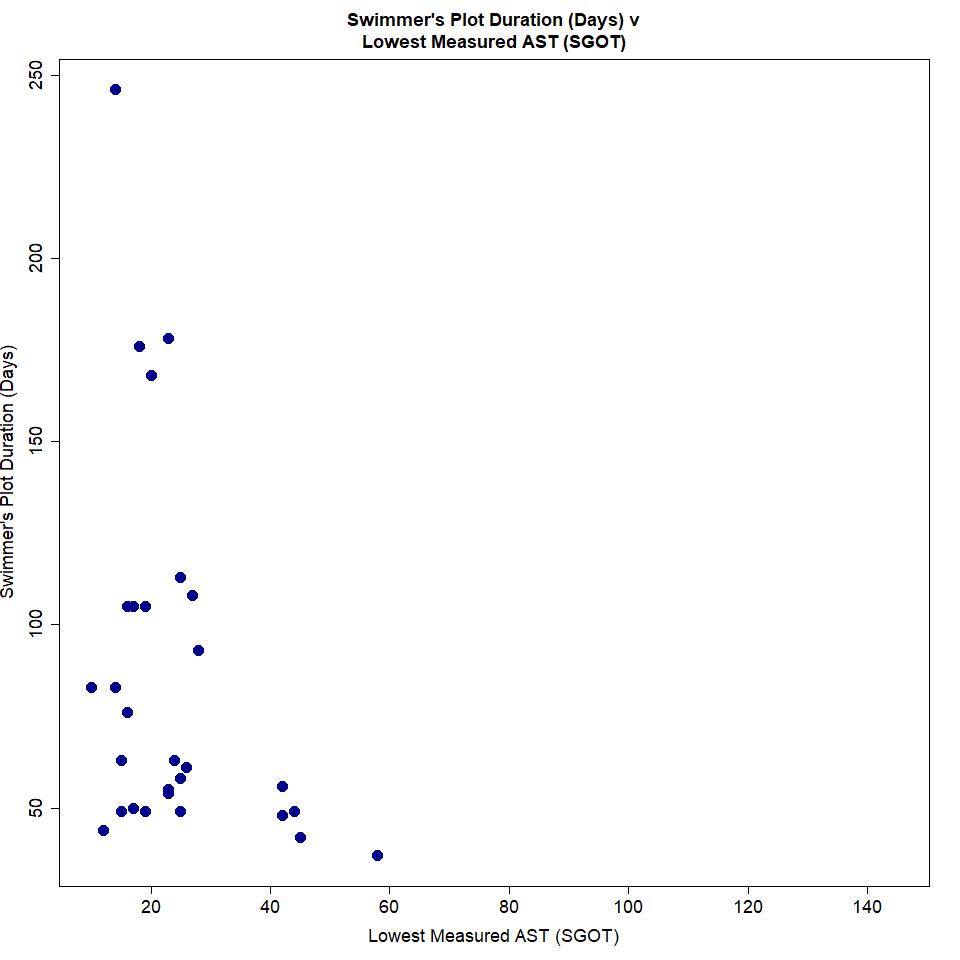 Swimmer's Plot Duration (Days) v
Lowest Measured AST (SGOT)
Swimmer's Plot Duration (Days)
250
200
150
100
50
20 40 60 80 100 120 140
Lowest Measured AST (SGOT)